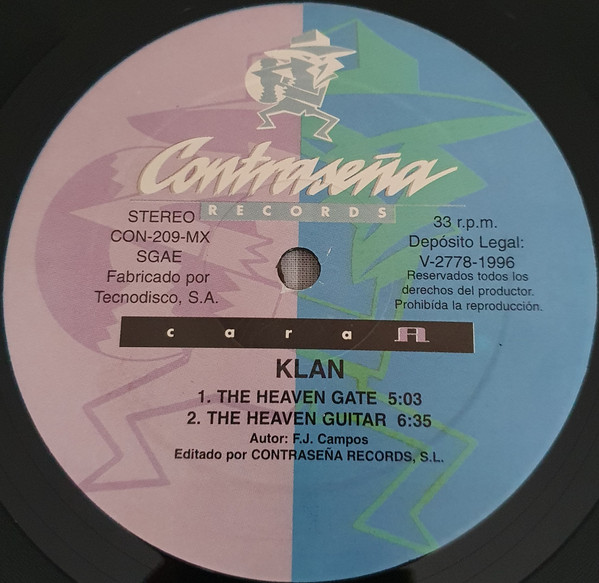 Contraseña
RECORDS
STEREO
CON-209-MX
SGAE
Fabricado por
Tecnodisco, S.A.
33 r.p.m.
Depósito Legal:
V-2778-1996
Reservados todos los
derechos del productor.
Prohibída la reproducción.
cara A
KLAN
1. THE HEAVEN GATE 5:03
2. THE HEAVEN GUITAR 6:35
Autor: F.J. Campos
Editado por CONTRASEÑA RECORDS, S.L.